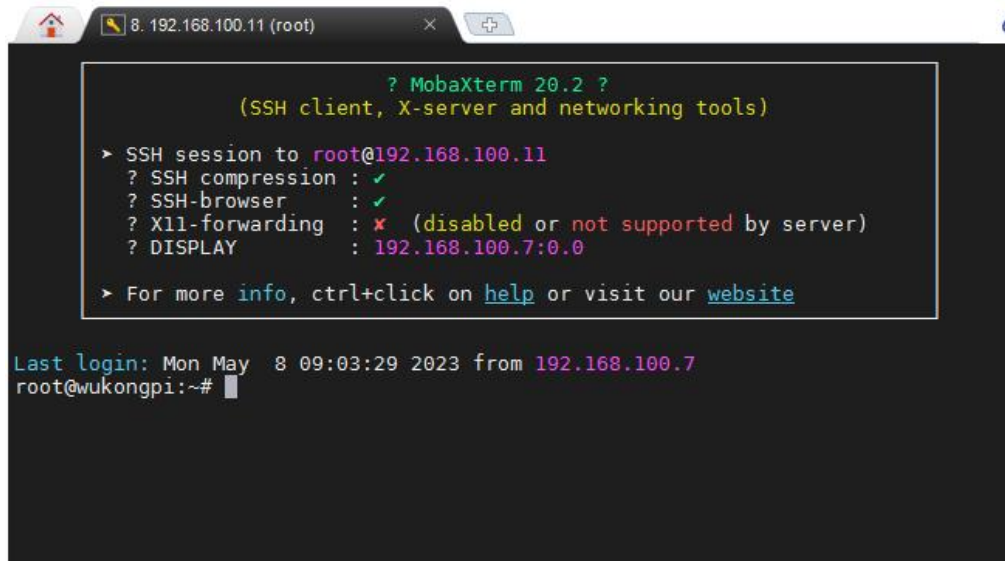 8. 192.168.100.11 (root)
? MobaXterm 20.2 ?
(SSH client, X-server and networking tools)
➤ SSH session to root@192.168.100.11
? SSH compression : ✔
? SSH-browser     : ✔
? X11-forwarding  : ✘  (disabled or not supported by server)
? DISPLAY         : 192.168.100.7:0.0
➤ For more info, ctrl+click on help or visit our website
Last login: Mon May  8 09:03:29 2023 from 192.168.100.7
root@wukongpi:~#